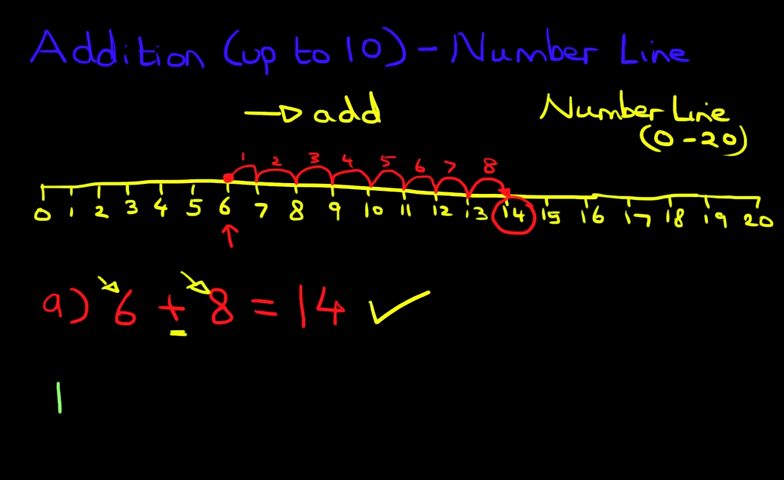 Addition (up to 10) - Number Line
→ add
Number Line
(0-20)
1 2 3 4 5 6 7 8
0 1 2 3 4 5 6 7 8 9 10 11 12 13 14 15 16 17 18 19 20
a) 6 + 8 = 14 ✓